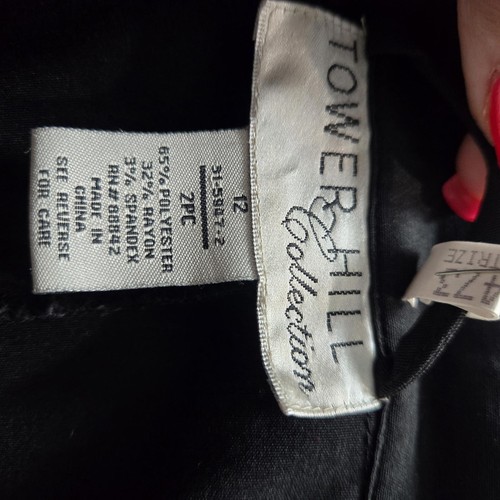 TOWER HILL
Collection
12
51-5907-2
2PC
65% POLYESTER
32% RAYON
3% SPANDEX
RN# 88842
MADE IN
CHINA
SEE REVERSE
FOR CARE